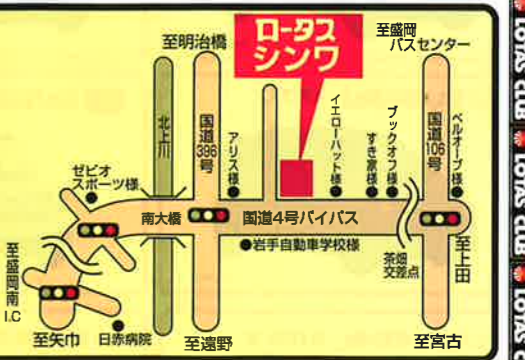 ロータス
シンワ
至明治橋
至盛岡
バスセンター
北上川
国道396号
アリス様
イエローハット様
すき家様
ブックオフ様
国道106号
ベルオーブ様
ゼビオ
スポーツ様
南大橋
国道4号バイパス
岩手自動車学校様
茶畑
交差点
至上田
至盛岡南
I.C
至矢巾
日赤病院
至遠野
至宮古
LOTAS
LOTAS CLUB
LOTAS